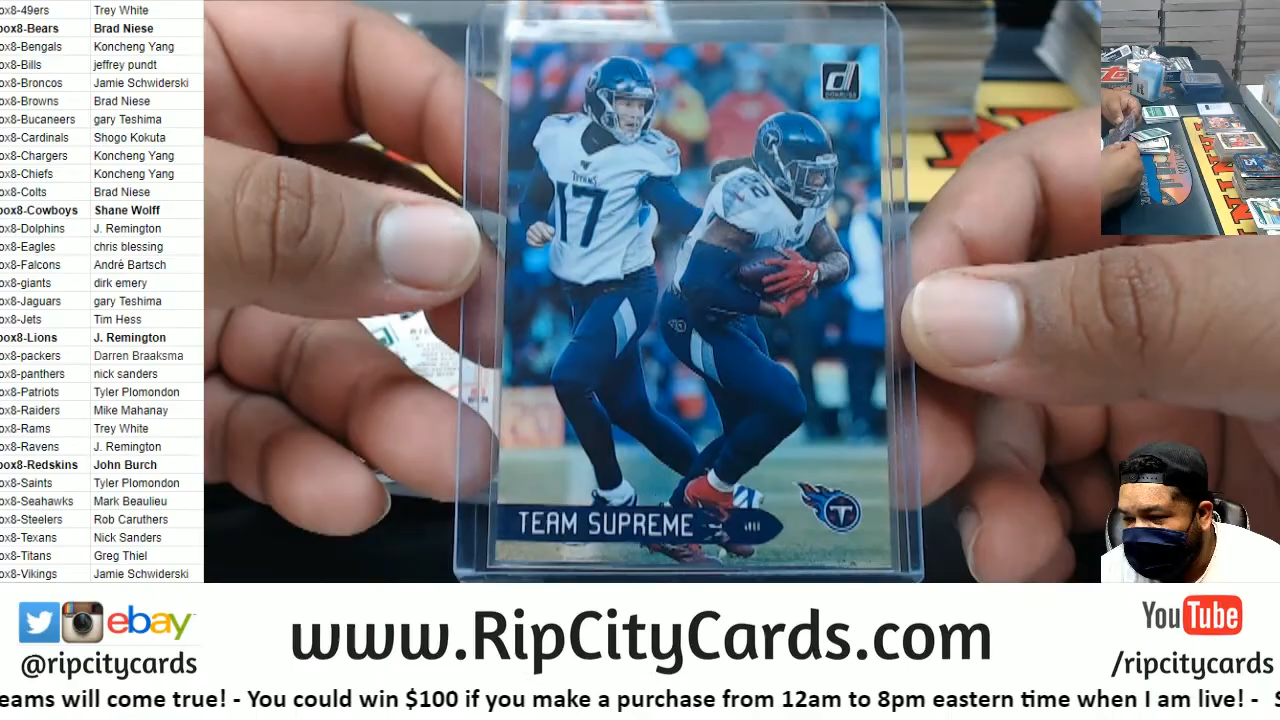 ox8-49ers Trey White
box8-Bears Brad Niese
ox8-Bengals Koncheng Yang
ox8-Bills jeffrey pundt
ox8-Broncos Jamie Schwiderski
ox8-Browns Brad Niese
ox8-Bucaneers gary Teshima
ox8-Cardinals Shogo Kokuta
ox8-Chargers Koncheng Yang
ox8-Chiefs Koncheng Yang
ox8-Colts Brad Niese
box8-Cowboys Shane Wolff
ox8-Dolphins J. Remington
ox8-Eagles chris blessing
ox8-Falcons André Bartsch
ox8-giants dirk emery
ox8-Jaguars gary Teshima
ox8-Jets Tim Hess
box8-Lions J. Remington
ox8-packers Darren Braaksma
ox8-panthers nick sanders
ox8-Patriots Tyler Plomondon
ox8-Raiders Mike Mahanay
ox8-Rams Trey White
ox8-Ravens J. Remington
box8-Redskins John Burch
ox8-Saints Tyler Plomondon
ox8-Seahawks Mark Beaulieu
ox8-Steelers Rob Caruthers
ox8-Texans Nick Sanders
ox8-Titans Greg Thiel
ox8-Vikings Jamie Schwiderski
d
17
TITANS
TEAM SUPREME
T
ebay
@ripcitycards
www.RipCityCards.com
YouTube
/ripcitycards
eams will come true! - You could win $100 if you make a purchase from 12am to 8pm eastern time when I am live! - S